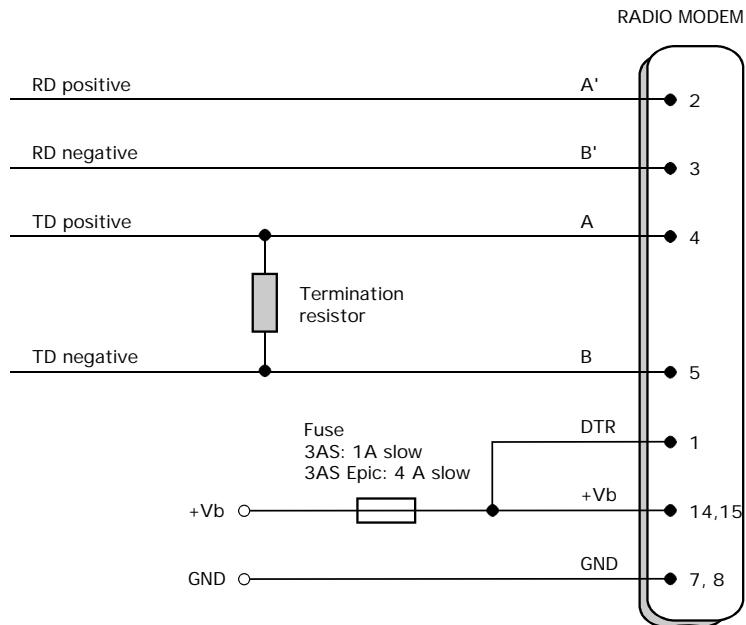 RADIO MODEM
RD positive A' 2
RD negative B' 3
TD positive A 4
Termination
resistor
TD negative B 5
Fuse
3AS: 1A slow
3AS Epic: 4 A slow
DTR 1
+Vb +Vb 14,15
GND GND 7, 8